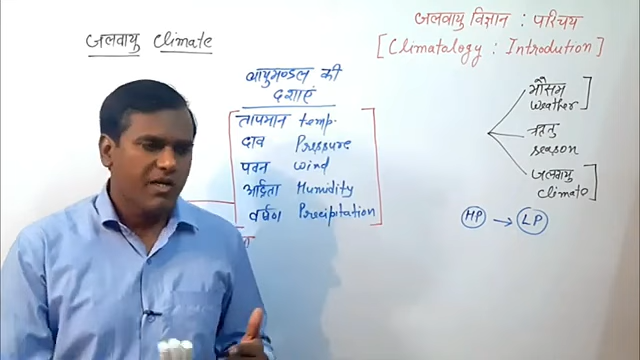 जलवायु विज्ञान : परिचय
[Climatology : Introdution]
जलवायु Climate
वायुमण्डल की
दशाएं
तापमान temp.
दाव Pressure
पवन wind
आर्द्रता Humidity
वर्षण Precipitation
मौसम
weather
ऋतु
season
जलवायु
climate
HP → LP